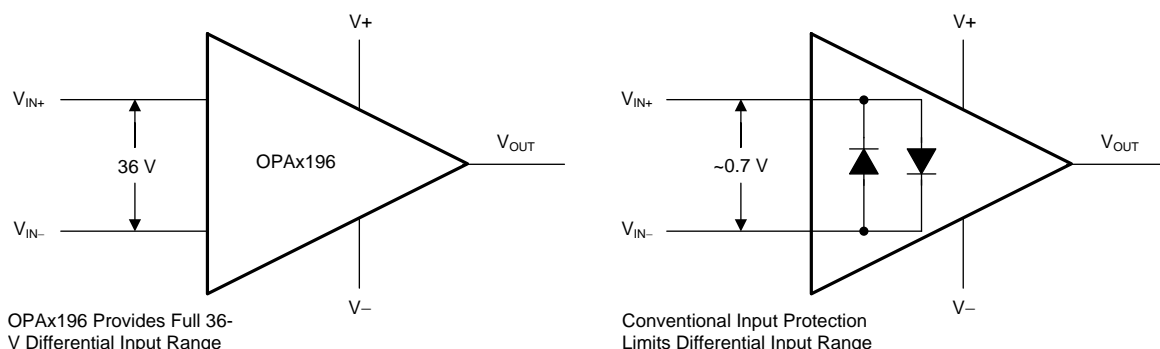 V+
VIN+
36 V
OPAx196
VOUT
VIN−
V−
OPAx196 Provides Full 36-
V Differential Input Range
V+
VIN+
~0.7 V
VOUT
VIN−
V−
Conventional Input Protection
Limits Differential Input Range